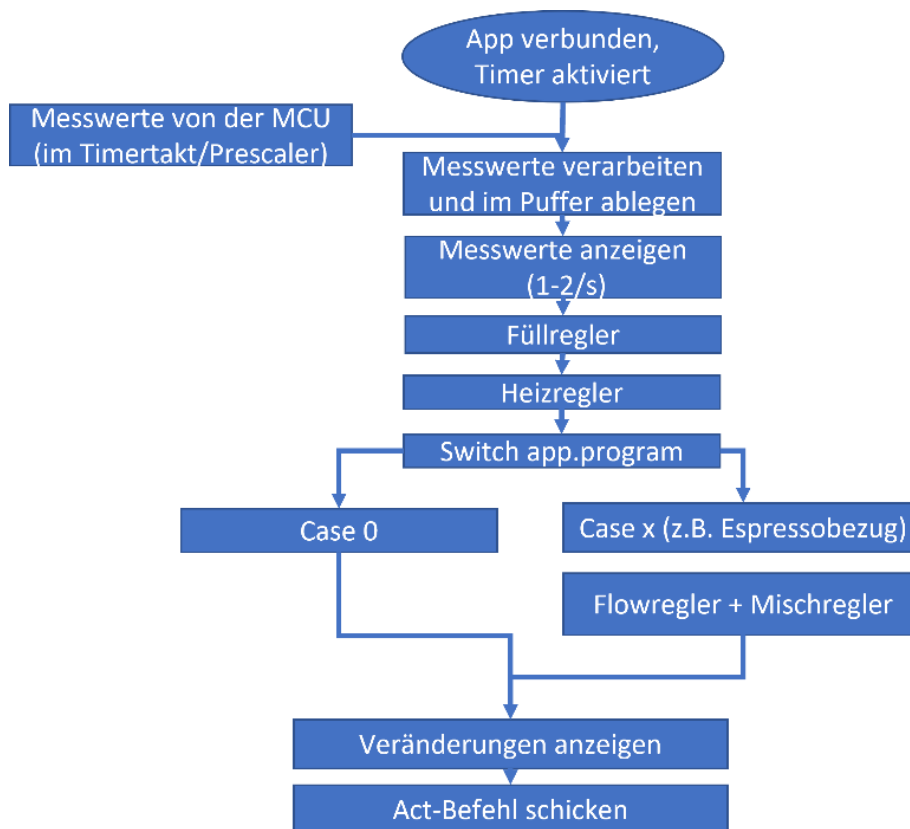 App verbunden,
Timer aktiviert
Messwerte von der MCU
(im Timertakt/Prescaler)
Messwerte verarbeiten
und im Puffer ablegen
Messwerte anzeigen
(1-2/s)
Füllregler
Heizregler
Switch app.program
Case 0
Case x (z.B. Espressobezug)
Flowregler + Mischregler
Veränderungen anzeigen
Act-Befehl schicken